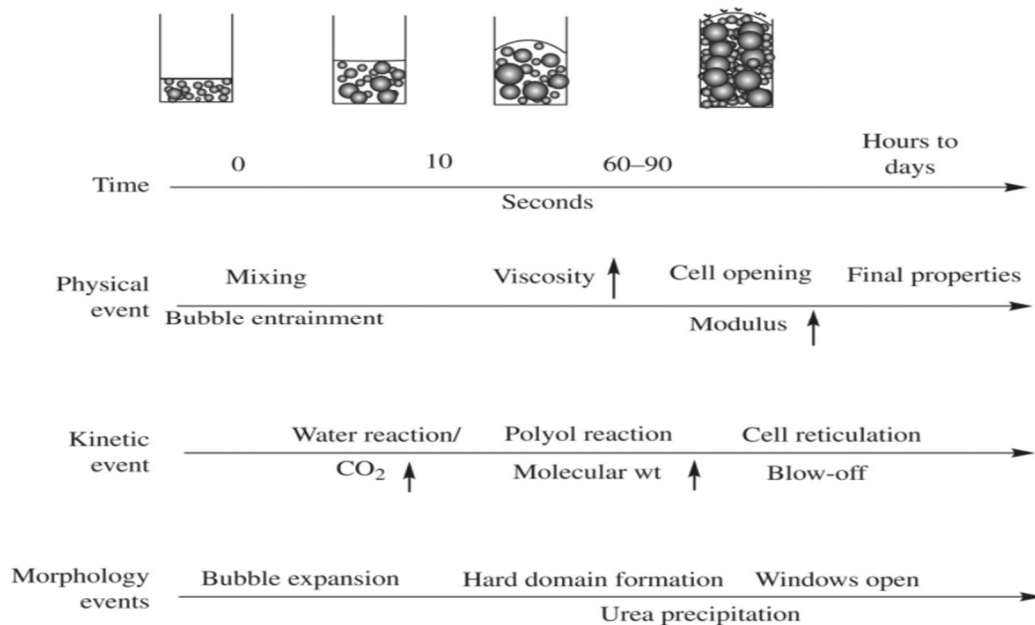 0
10
60–90
Hours to
days
Time
Seconds
Mixing
Viscosity
Cell opening
Final properties
Physical
event
Bubble entrainment
Modulus
Water reaction/
Polyol reaction
Cell reticulation
Kinetic
event
CO₂
Molecular wt
Blow-off
Bubble expansion
Hard domain formation
Windows open
Morphology
events
Urea precipitation